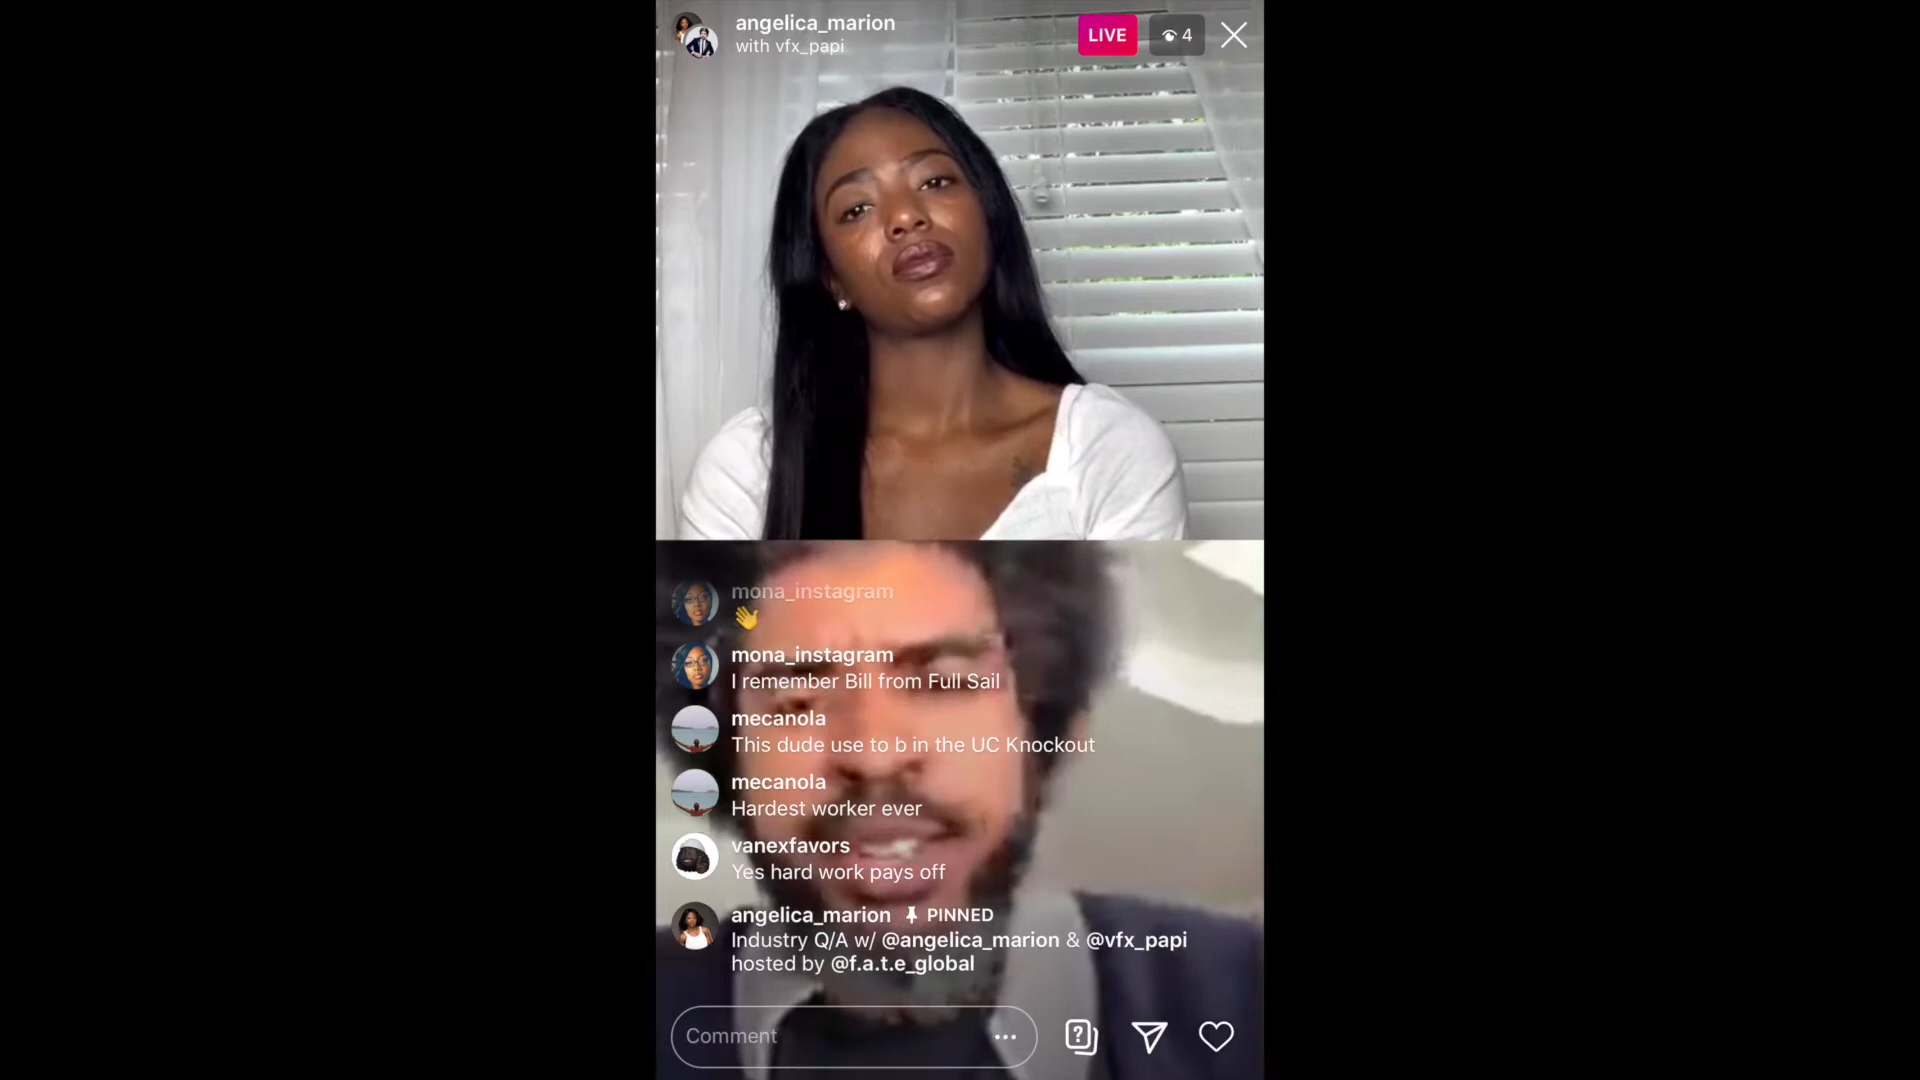 angelica_marion
with vfx_papi
LIVE
4
mona_instagram
👋
mona_instagram
I remember Bill from Full Sail
mecanola
This dude use to b in the UC Knockout
mecanola
Hardest worker ever
vanexfavors
Yes hard work pays off
angelica_marion PINNED
Industry Q/A w/ @angelica_marion & @vfx_papi
hosted by @f.a.t.e_global
Comment